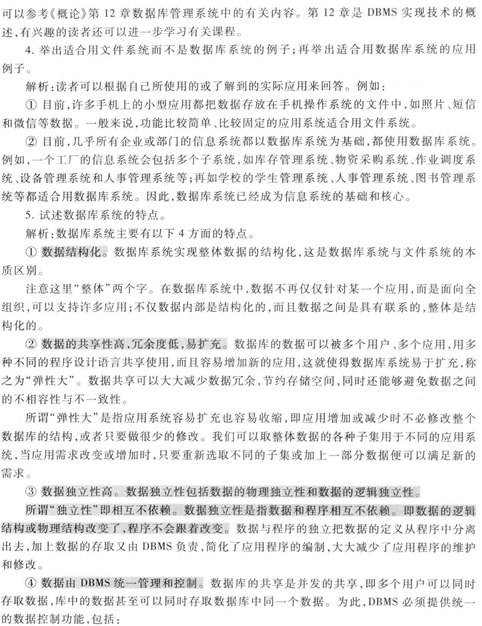 可以参考《概论》第 12 章数据库管理系统中的有关内容。第 12 章是 DBMS 实现技术的概
述,有兴趣的读者还可以进一步学习有关课程。
4. 举出适合用文件系统而不是数据库系统的例子;再举出适合用数据库系统的应用
例子。
解析:读者可以根据自己所使用的或了解到的实际应用来回答。例如:
① 目前,许多手机上的小型应用都把数据存放在手机操作系统的文件中,如照片、短信
和微信等数据。一般来说,功能比较简单、比较固定的应用系统适合用文件系统。
② 目前,几乎所有企业或部门的信息系统都以数据库系统为基础,都使用数据库系统。
例如,一个工厂的信息系统会包括多个子系统,如库存管理系统、物资采购系统、作业调度系
统、设备管理系统和人事管理系统等;再如学校的学生管理系统、人事管理系统、图书管理系
统等都适合用数据库系统。因此,数据库系统已经成为信息系统的基础和核心。
5. 试述数据库系统的特点。
解析:数据库系统主要有以下 4 方面的特点。
① 数据结构化。数据库系统实现整体数据的结构化,这是数据库系统与文件系统的本
质区别。
注意这里“整体”两个字。在数据库系统中,数据不再仅仅针对某一个应用,而是面向全
组织,可以支持许多应用;不仅数据内部是结构化的,而且数据之间是具有联系的,整体是结
构化的。
② 数据的共享性高,冗余度低,易扩充。数据库的数据可以被多个用户、多个应用,用多
种不同的程序设计语言共享使用,而且容易增加新的应用,这就使得数据库系统易于扩充,称
之为“弹性大”。数据共享可以大大减少数据冗余,节约存储空间,同时还能够避免数据之间
的不相容性与不一致性。
所谓“弹性大”是指应用系统容易扩充也容易收缩,即应用增加或减少时不必修改整个
数据库的结构,或者只要做很少的修改。我们可以取整体数据的各种子集用于不同的应用系
统,当应用需求改变或增加时,只要重新选取不同的子集或加上一部分数据便可以满足新的
需求。
③ 数据独立性高。数据独立性包括数据的物理独立性和数据的逻辑独立性。
所谓“独立性”即相互不依赖。数据独立性是指数据和程序相互不依赖。即数据的逻辑
结构或物理结构改变了,程序不会跟着改变。数据与程序的独立把数据的定义从程序中分离
出去,加上数据的存取又由 DBMS 负责,简化了应用程序的编制,大大减少了应用程序的维护
和修改。
④ 数据由 DBMS 统一管理和控制。数据库的共享是并发的共享,即多个用户可以同时
存取数据,库中的数据甚至可以同时存取数据库中同一个数据。为此,DBMS 必须提供统一
的数据控制功能,包括: